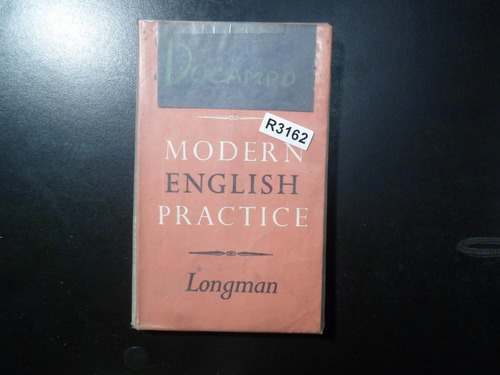 DOCAMPO
R3162
MODERN
ENGLISH
PRACTICE
Longman